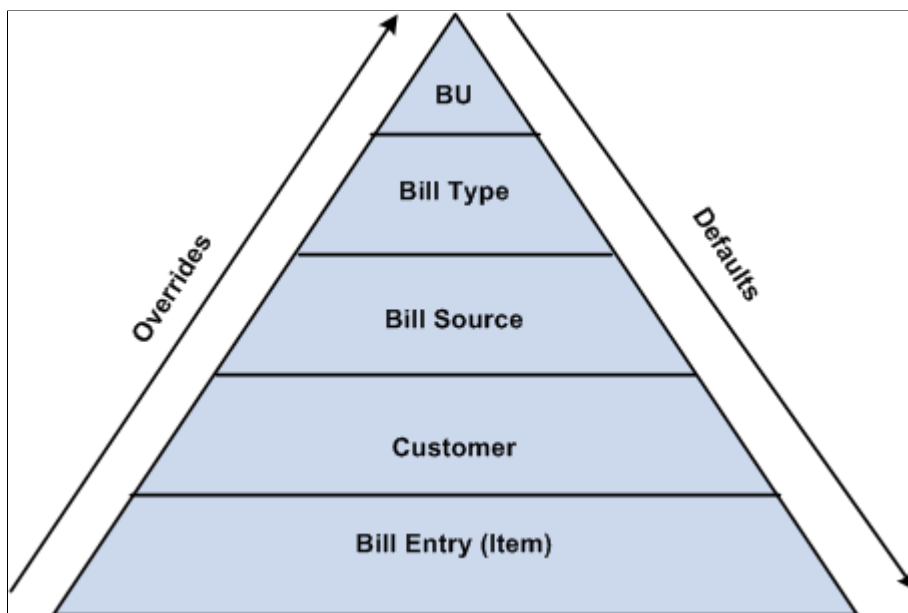 BU
Bill Type
Overrides
Defaults
Bill Source
Customer
Bill Entry (Item)